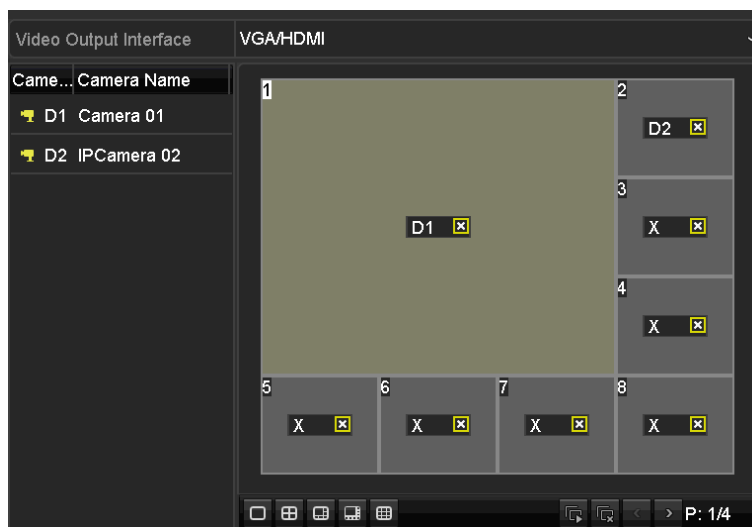 Video Output Interface VGA/HDMI
Came... Camera Name
D1 Camera 01
D2 IPCamera 02
1 2
D2
3
D1 X
4
X
5 6 7 8
X X X X
P: 1/4